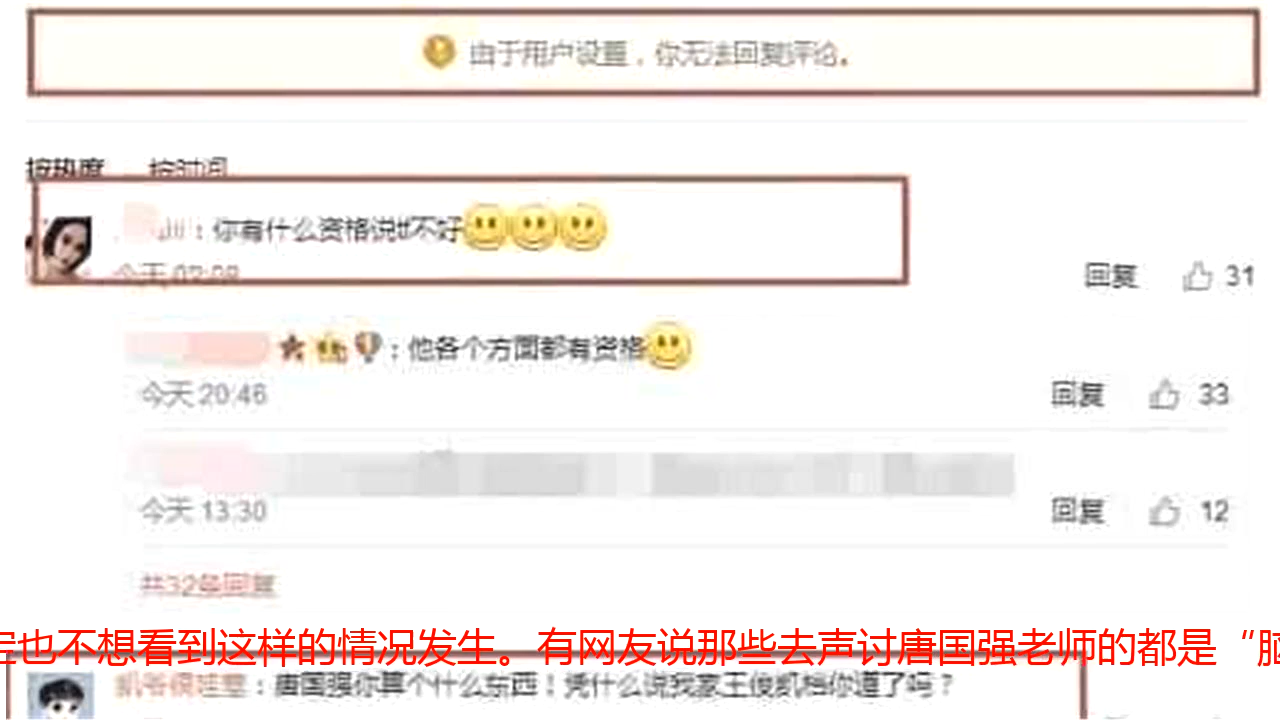 由于用户设置，你无法回复评论。
按热度 按时间
：你有什么资格说tf不好
今天 02:08
回复 31
：他各个方面都有资格
今天 20:46
回复 33
今天 13:30
回复 12
共32条回复
也不想看到这样的情况发生。有网友说那些去声讨唐国强老师的都是“脑
：唐国强你算个什么东西！凭什么说我家王俊凯档你道了吗？